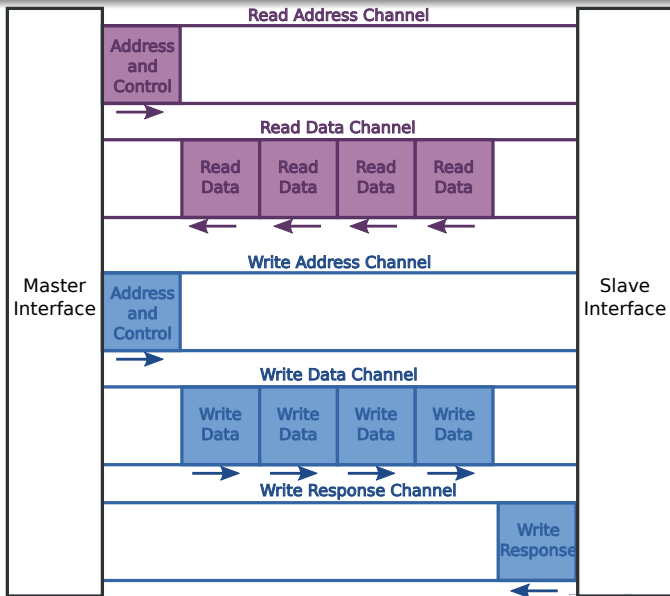 Read Address Channel
Address
and
Control
Read Data Channel
Read Read Read Read
Data Data Data Data
Write Address Channel
Master
Interface
Address
and
Control
Slave
Interface
Write Data Channel
Write Write Write Write
Data Data Data Data
Write Response Channel
Write
Response